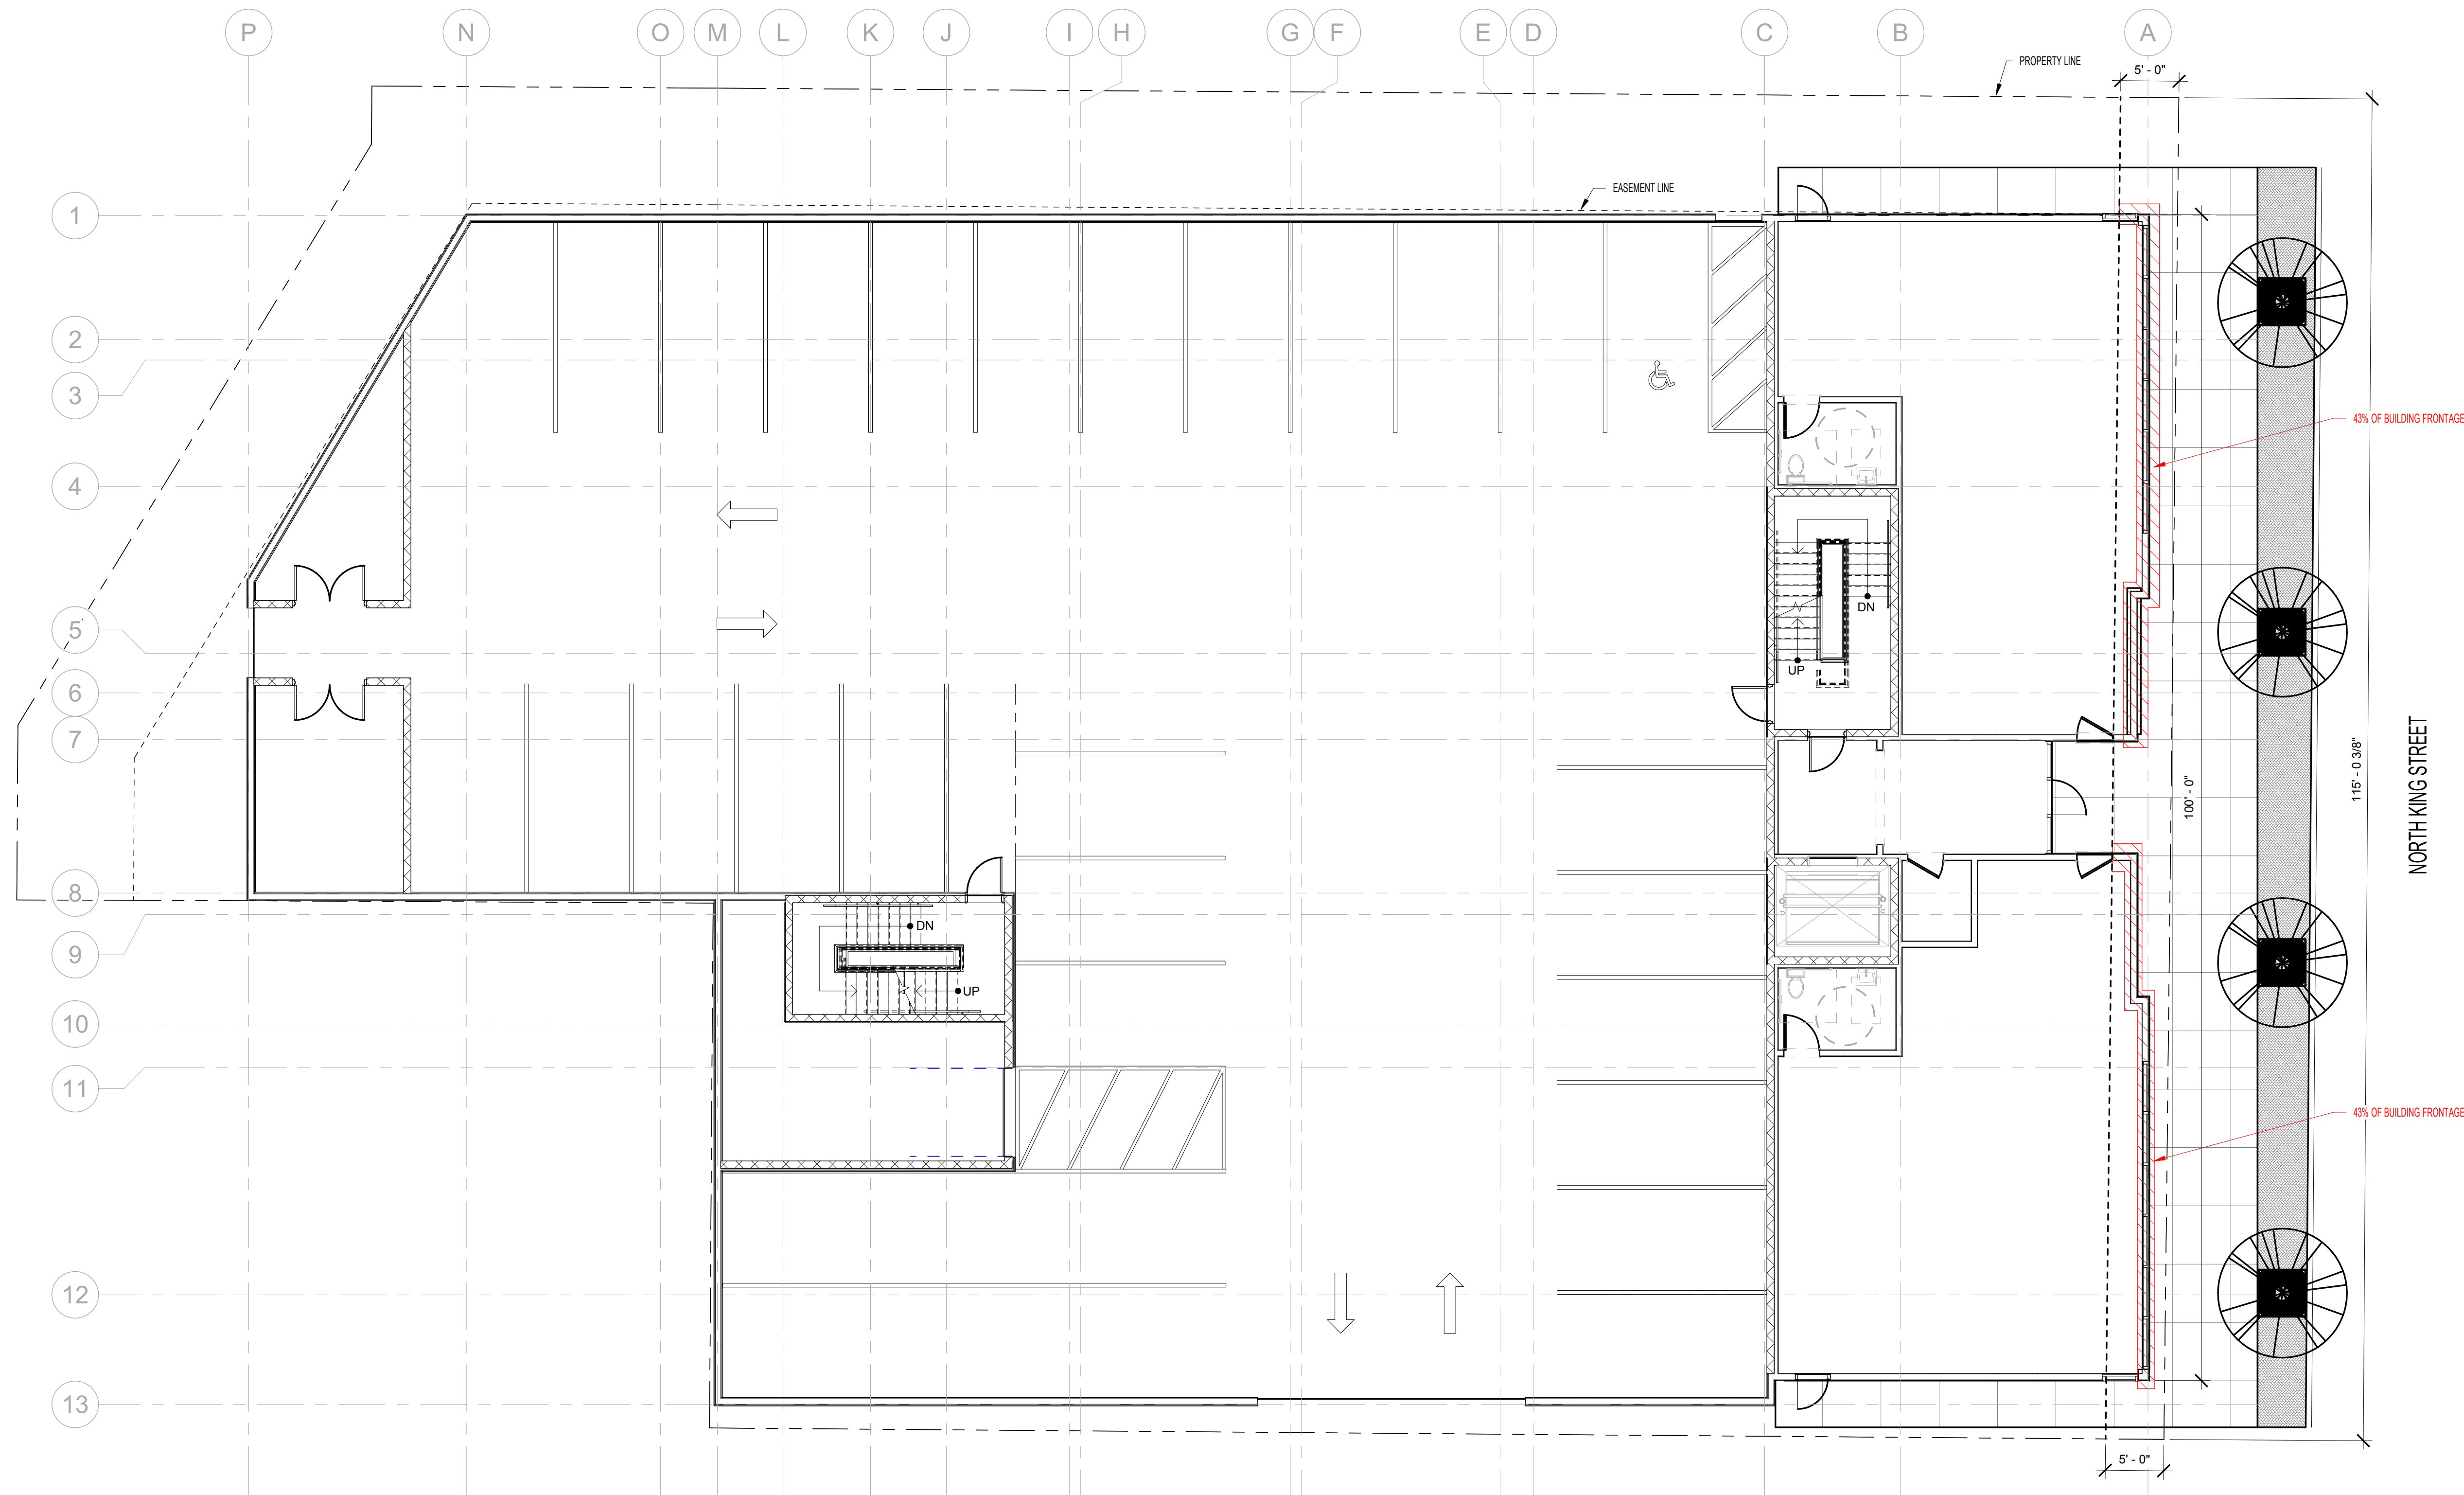 P N O M L K J I H G F E D C B A
PROPERTY LINE
5' - 0"
EASEMENT LINE
1
2
3
4
5
6
7
8
9
10
11
12
13
43% OF BUILDING FRONTAGE
DN
UP
NORTH KING STREET
115' - 0 3/8"
100' - 0"
DN
UP
43% OF BUILDING FRONTAGE
5' - 0"